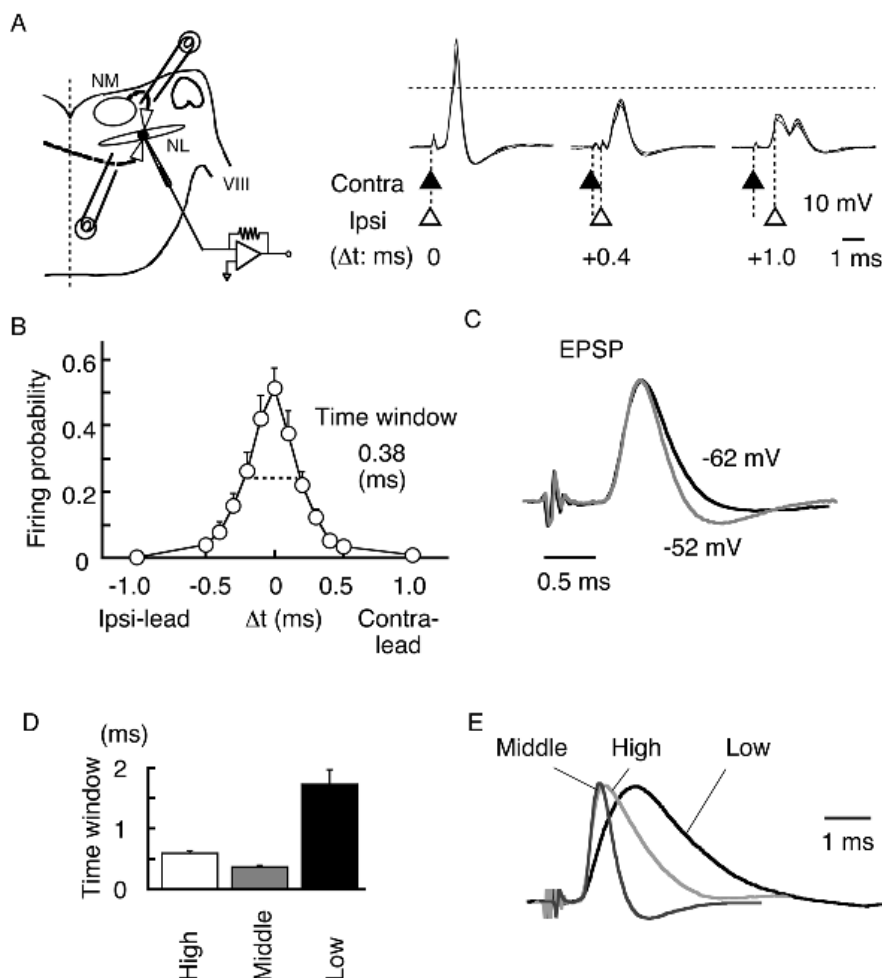 A
NM
NL
VIII
Contra
Ipsi
(Δt: ms)
0
+0.4
+1.0
10 mV
1 ms
B
Firing probability
0.6
0.4
0.2
0
Time window
0.38
(ms)
-1.0
-0.5
0
0.5
1.0
Ipsi-lead
Δt (ms)
Contra-
lead
C
EPSP
-62 mV
-52 mV
0.5 ms
D
(ms)
Time window
2
1
0
High
Middle
Low
E
Middle
High
Low
1 ms